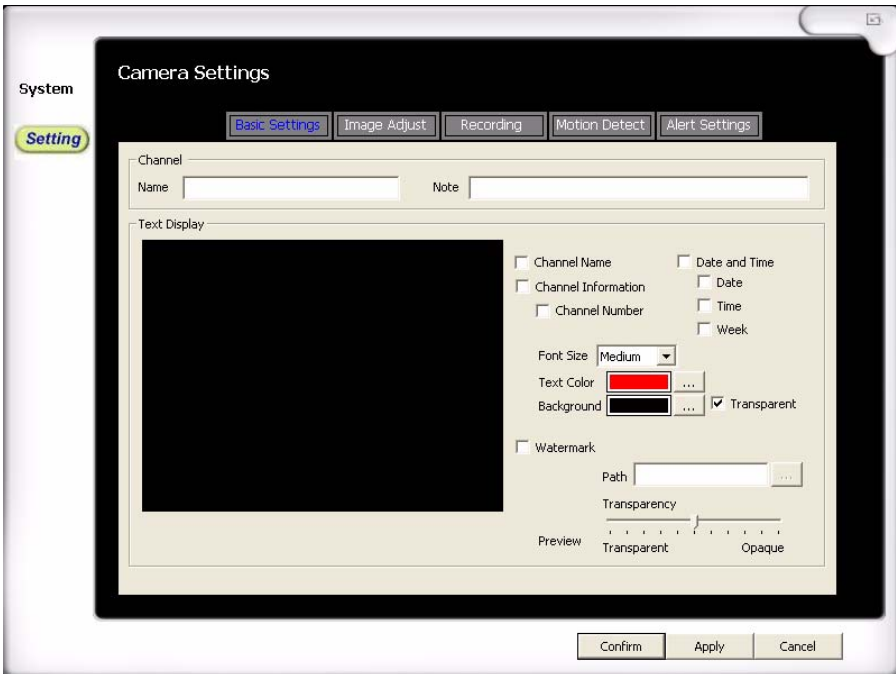 System
Setting
Camera Settings
Basic Settings Image Adjust Recording Motion Detect Alert Settings
Channel
Name Note
Text Display
Channel Name Date and Time
Channel Information Date
Channel Number Time
Week
Font Size Medium
Text Color ...
Background ... Transparent
Watermark
Path ...
Transparency
Preview Transparent Opaque
Confirm Apply Cancel